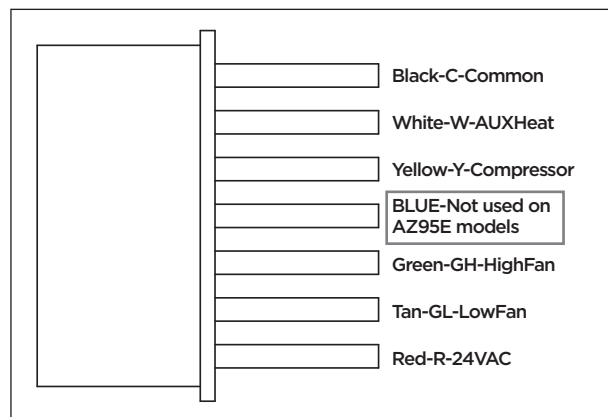 Black-C-Common
White-W-AUXHeat
Yellow-Y-Compressor
BLUE-Not used on
AZ95E models
Green-GH-HighFan
Tan-GL-LowFan
Red-R-24VAC